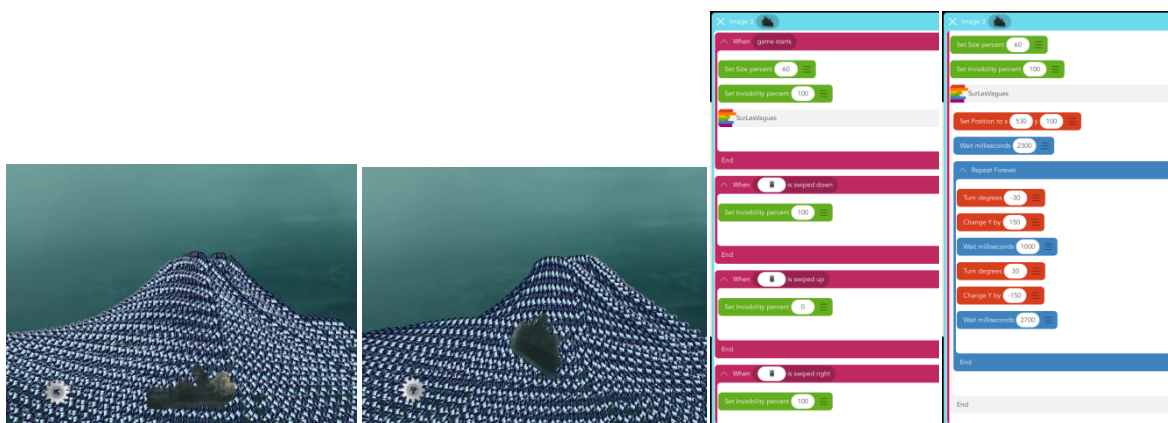 Image 3
When game starts
Set Size percent 60
Set Invisibility percent 100
SurLesVagues
End
When is swiped down
Set Invisibility percent 100
End
When is swiped up
Set Invisibility percent 0
End
When is swiped right
Set Invisibility percent 100
Image 3
Set Size percent 60
Set Invisibility percent 100
SurLesVagues
Set Position to x 530 y 100
Wait milliseconds 2300
Repeat Forever
Turn degrees -30
Change Y by 150
Wait milliseconds 1000
Turn degrees 30
Change Y by -150
Wait milliseconds 2700
End
End